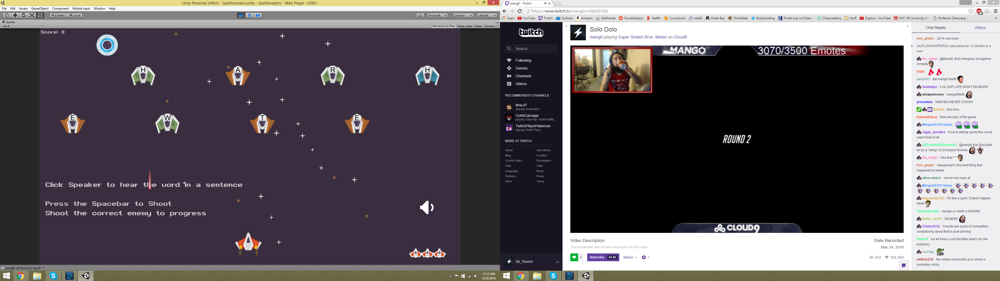 Unity Personal (64bit) - SpellInavders.unity - SpellInvaders - Web Player <DX9>
File Edit Assets GameObject Component Mobile Input Window Help
Center Local
Account Layers Layout
Game
16:9
Maximize on Play Mute audio Stats Gizmos
Score: 0
H A R H
E W T E
Click Speaker to hear the word in a sentence
Press the Spacebar to Shoot
Shoot the correct enemy to progress
Length of Word to Spell: 7
11:12 AM
5/25/2016
mang0 - Twitch
James
https://www.twitch.tv/mang0/v/68285760
Apps YouTube Twitch Outlook Amazon Wallhaven StumbleUpon Netflix Crunchyroll reddit Pirate Bay ThinkGeek Bodybuilding Portal Log-in/Citizen Chesscademy Stuff Digibro - YouTube NYC VR University (N Professor Zhanyang Z
twitch
Search
Following
Games
Channels
Videos
RECOMMENDED CHANNELS
itmeJP
playing Overwatch
CohhCarnage
playing Total War: WARHAMM...
TwitchPlaysPokemon
playing Twitch Plays
MORE AT TWITCH
About Advertisers
Blog Creative
Cookie Policy Developers
Help Jobs
Language Music
Partners Press
Store Terms
Sir_Raven
Solo Dolo
mang0 playing Super Smash Bros. Melee on Cloud9
MANGO
3070/3500 Emotes
ROUND 2
CLOUD9
Video Description
The broadcaster has not set a description for this video
Date Recorded
May 24, 2016
Subscribe $4.99 Share
224 105,360
Chat Replay Videos
fred_ghafar: 2014 was hype
OUTLAWXSAPPER22 subscribed for 12 months in a
row!
Plz_Stahp: @Mang0, that changeup set against
Armada
Udali:
early323: dat mang0 marth
Snabbdjur: LOL SUP LATE NIGHT DEGENS!!
showyamoves: mangoMarth
proventius: HEROES NEVER UGGGH
XanBot: Das Koo
AndrewEdeza: that was play of the game
MangoIsEVOChamp:
Jiggly_jumblies: If we're talking sports the crowd
wasn't bad at all
GETxxxBAKEDxxx420: @mang0 Kia Soul paid
for by a "string" of 2nd place finishes
Plz_Stahp: I like that ***
fred_ghafar: mangomarf is the best thing that
happened to melee
ultracombo1: crowd was hype af
MangoIsEVOChamp:
bugcatcher123: It's like a sport. Chants happen
idiots
TomatoKyouko: mango ur marth is INSANE
Nutter_BuTR: DEGENS
Tristan2552: Crowds are a part of competition,
complaining about that is pure johning
PainCR: we all know u just let leffen beat u for the
prophecy
caJFigs:
L8R
olddirty230: the melee community as a whole is
incredibly whiny